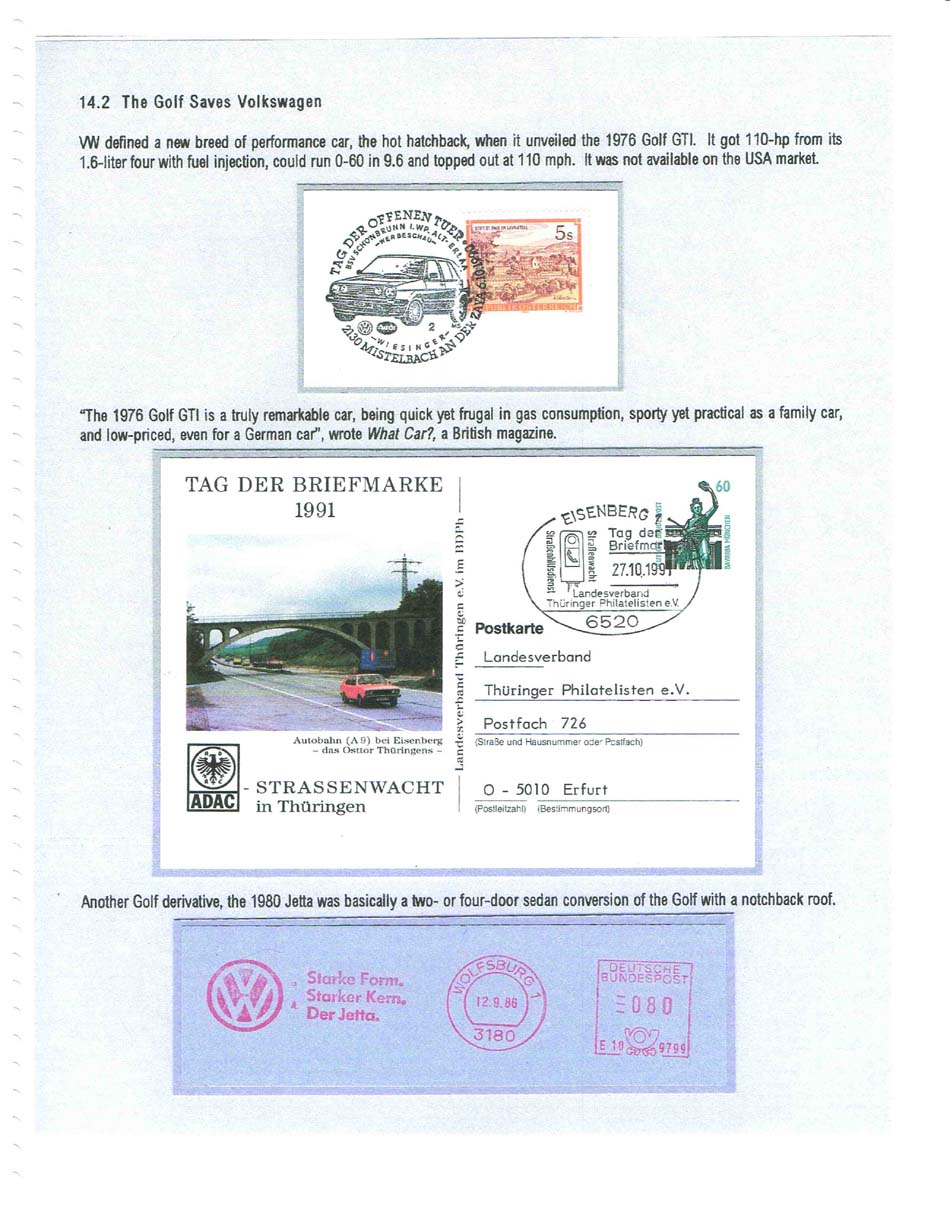 14.2 The Golf Saves Volkswagen
VW defined a new breed of performance car, the hot hatchback, when it unveiled the 1976 Golf GTI. It got 110-hp from its
1.6-liter four with fuel injection, could run 0-60 in 9.6 and topped out at 110 mph. It was not available on the USA market.
TAG DER OFFENEN TUER
BSV SCHÖNBRUNN I.WP. ALT-ERLAA
-WERBESCHAU-
2
-WIESINGER-
2130 MISTELBACH AN DER ZAYA
5s
REPUBLIK ÖSTERREICH
"The 1976 Golf GTI is a truly remarkable car, being quick yet frugal in gas consumption, sporty yet practical as a family car,
and low-priced, even for a German car", wrote What Car?, a British magazine.
TAG DER BRIEFMARKE
1991
Autobahn (A 9) bei Eisenberg
– das Osttor Thüringens –
ADAC
- STRASSENWACHT
in Thüringen
Landesverband Thüringen e.V. im BDPh
EISENBERG 1
Straßenhilfsdienst
Straßenwacht
Tag der
Briefmar
27.10.1991
Landesverband
Thüringer Philatelisten e.V.
6520
60
BAVARIA MÜNCHEN
Postkarte
Landesverband
Thüringer Philatelisten e.V.
Postfach 726
(Straße und Hausnummer oder Postfach)
O - 5010 Erfurt
(Postleitzahl) (Bestimmungsort)
Another Golf derivative, the 1980 Jetta was basically a two- or four-door sedan conversion of the Golf with a notchback roof.
Starke Form.
Starker Kern.
Der Jetta.
WOLFSBURG 1
12.9.86
3180
DEUTSCHE
BUNDESPOST
080
E 10 9799